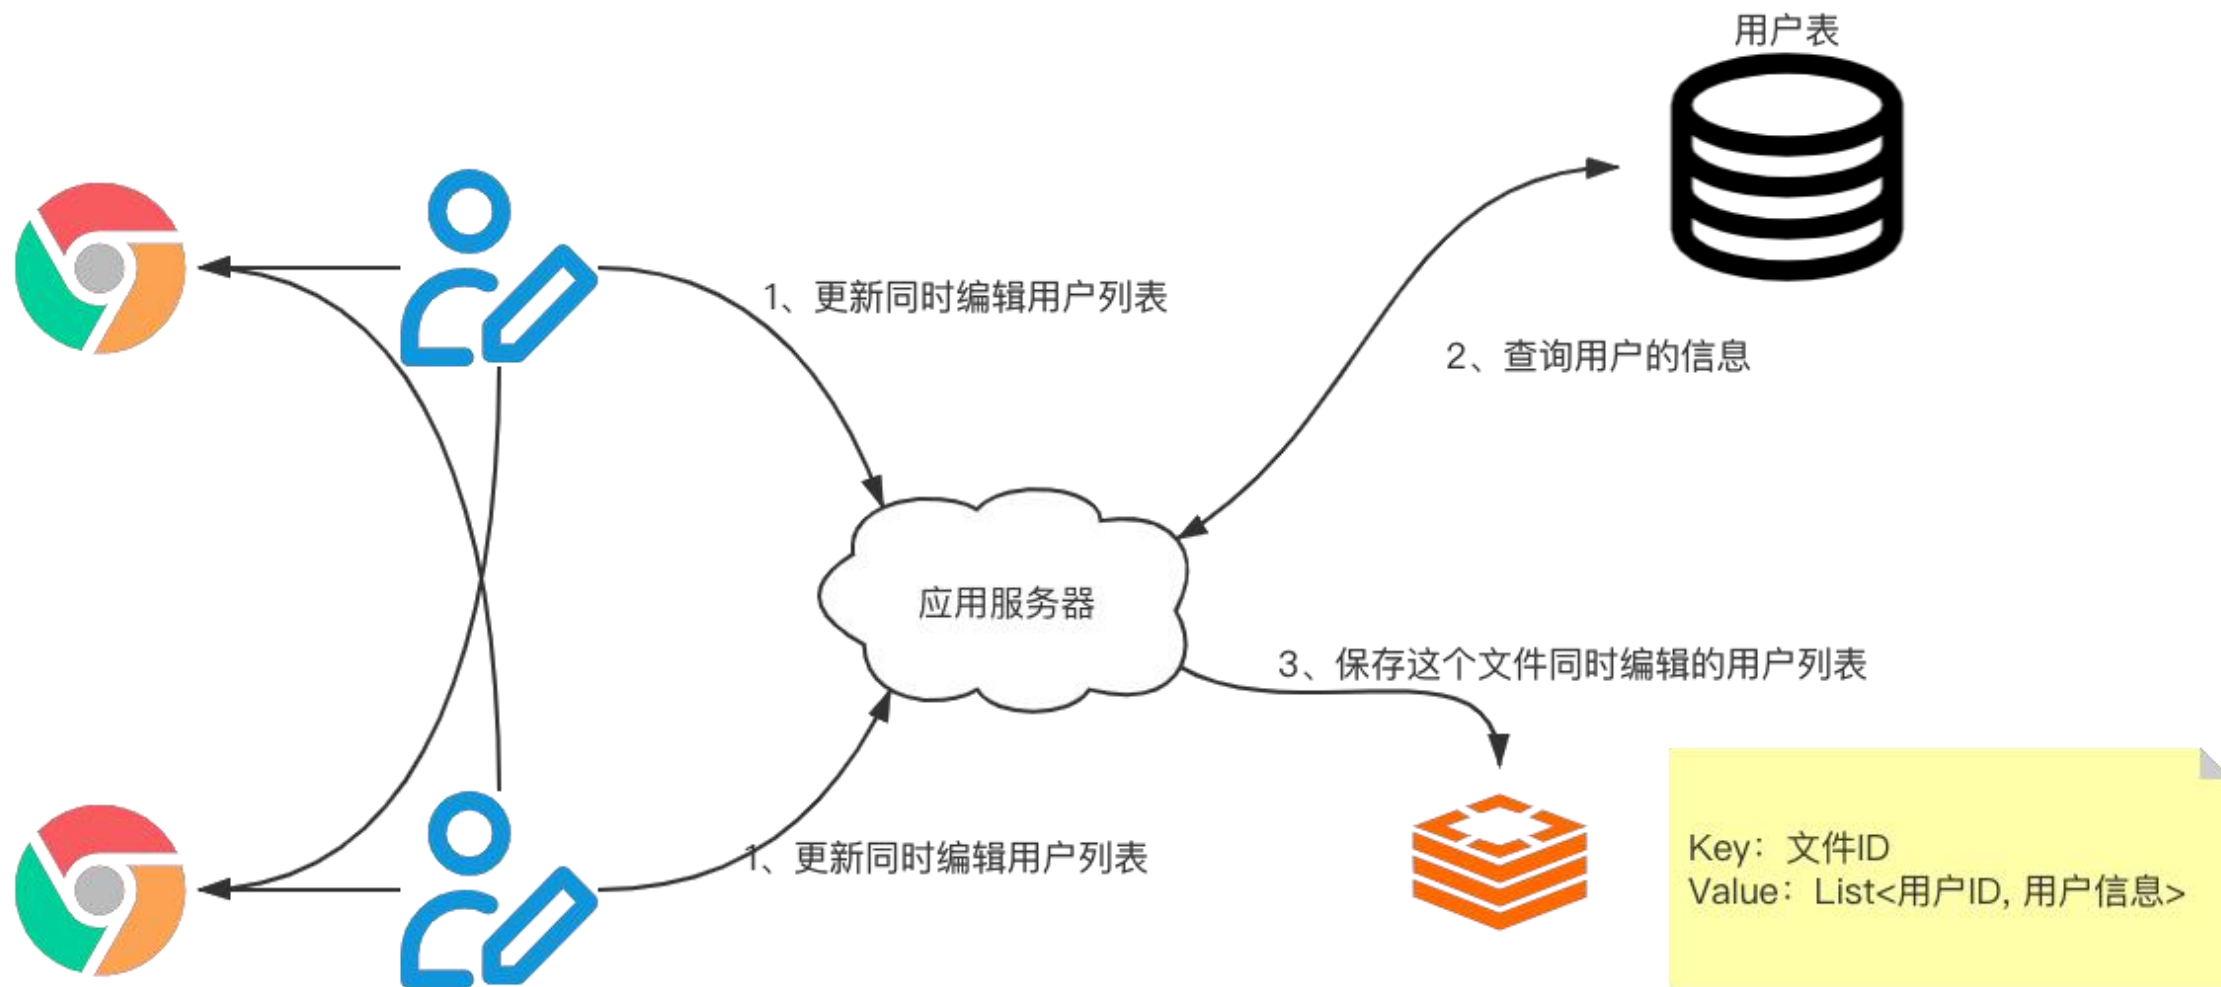 用户表
1、更新同时编辑用户列表
2、查询用户的信息
应用服务器
3、保存这个文件同时编辑的用户列表
1、更新同时编辑用户列表
Key：文件ID
Value：List<用户ID, 用户信息>